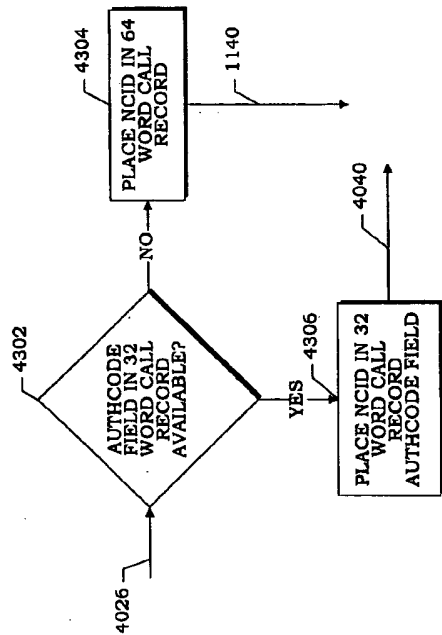 4026
4302
AUTHCODE
FIELD IN 32
WORD CALL
RECORD
AVAILABLE?
NO
4304
PLACE NCID IN 64
WORD CALL
RECORD
1140
YES
4306
PLACE NCID IN 32
WORD CALL
RECORD
AUTHCODE FIELD
4040